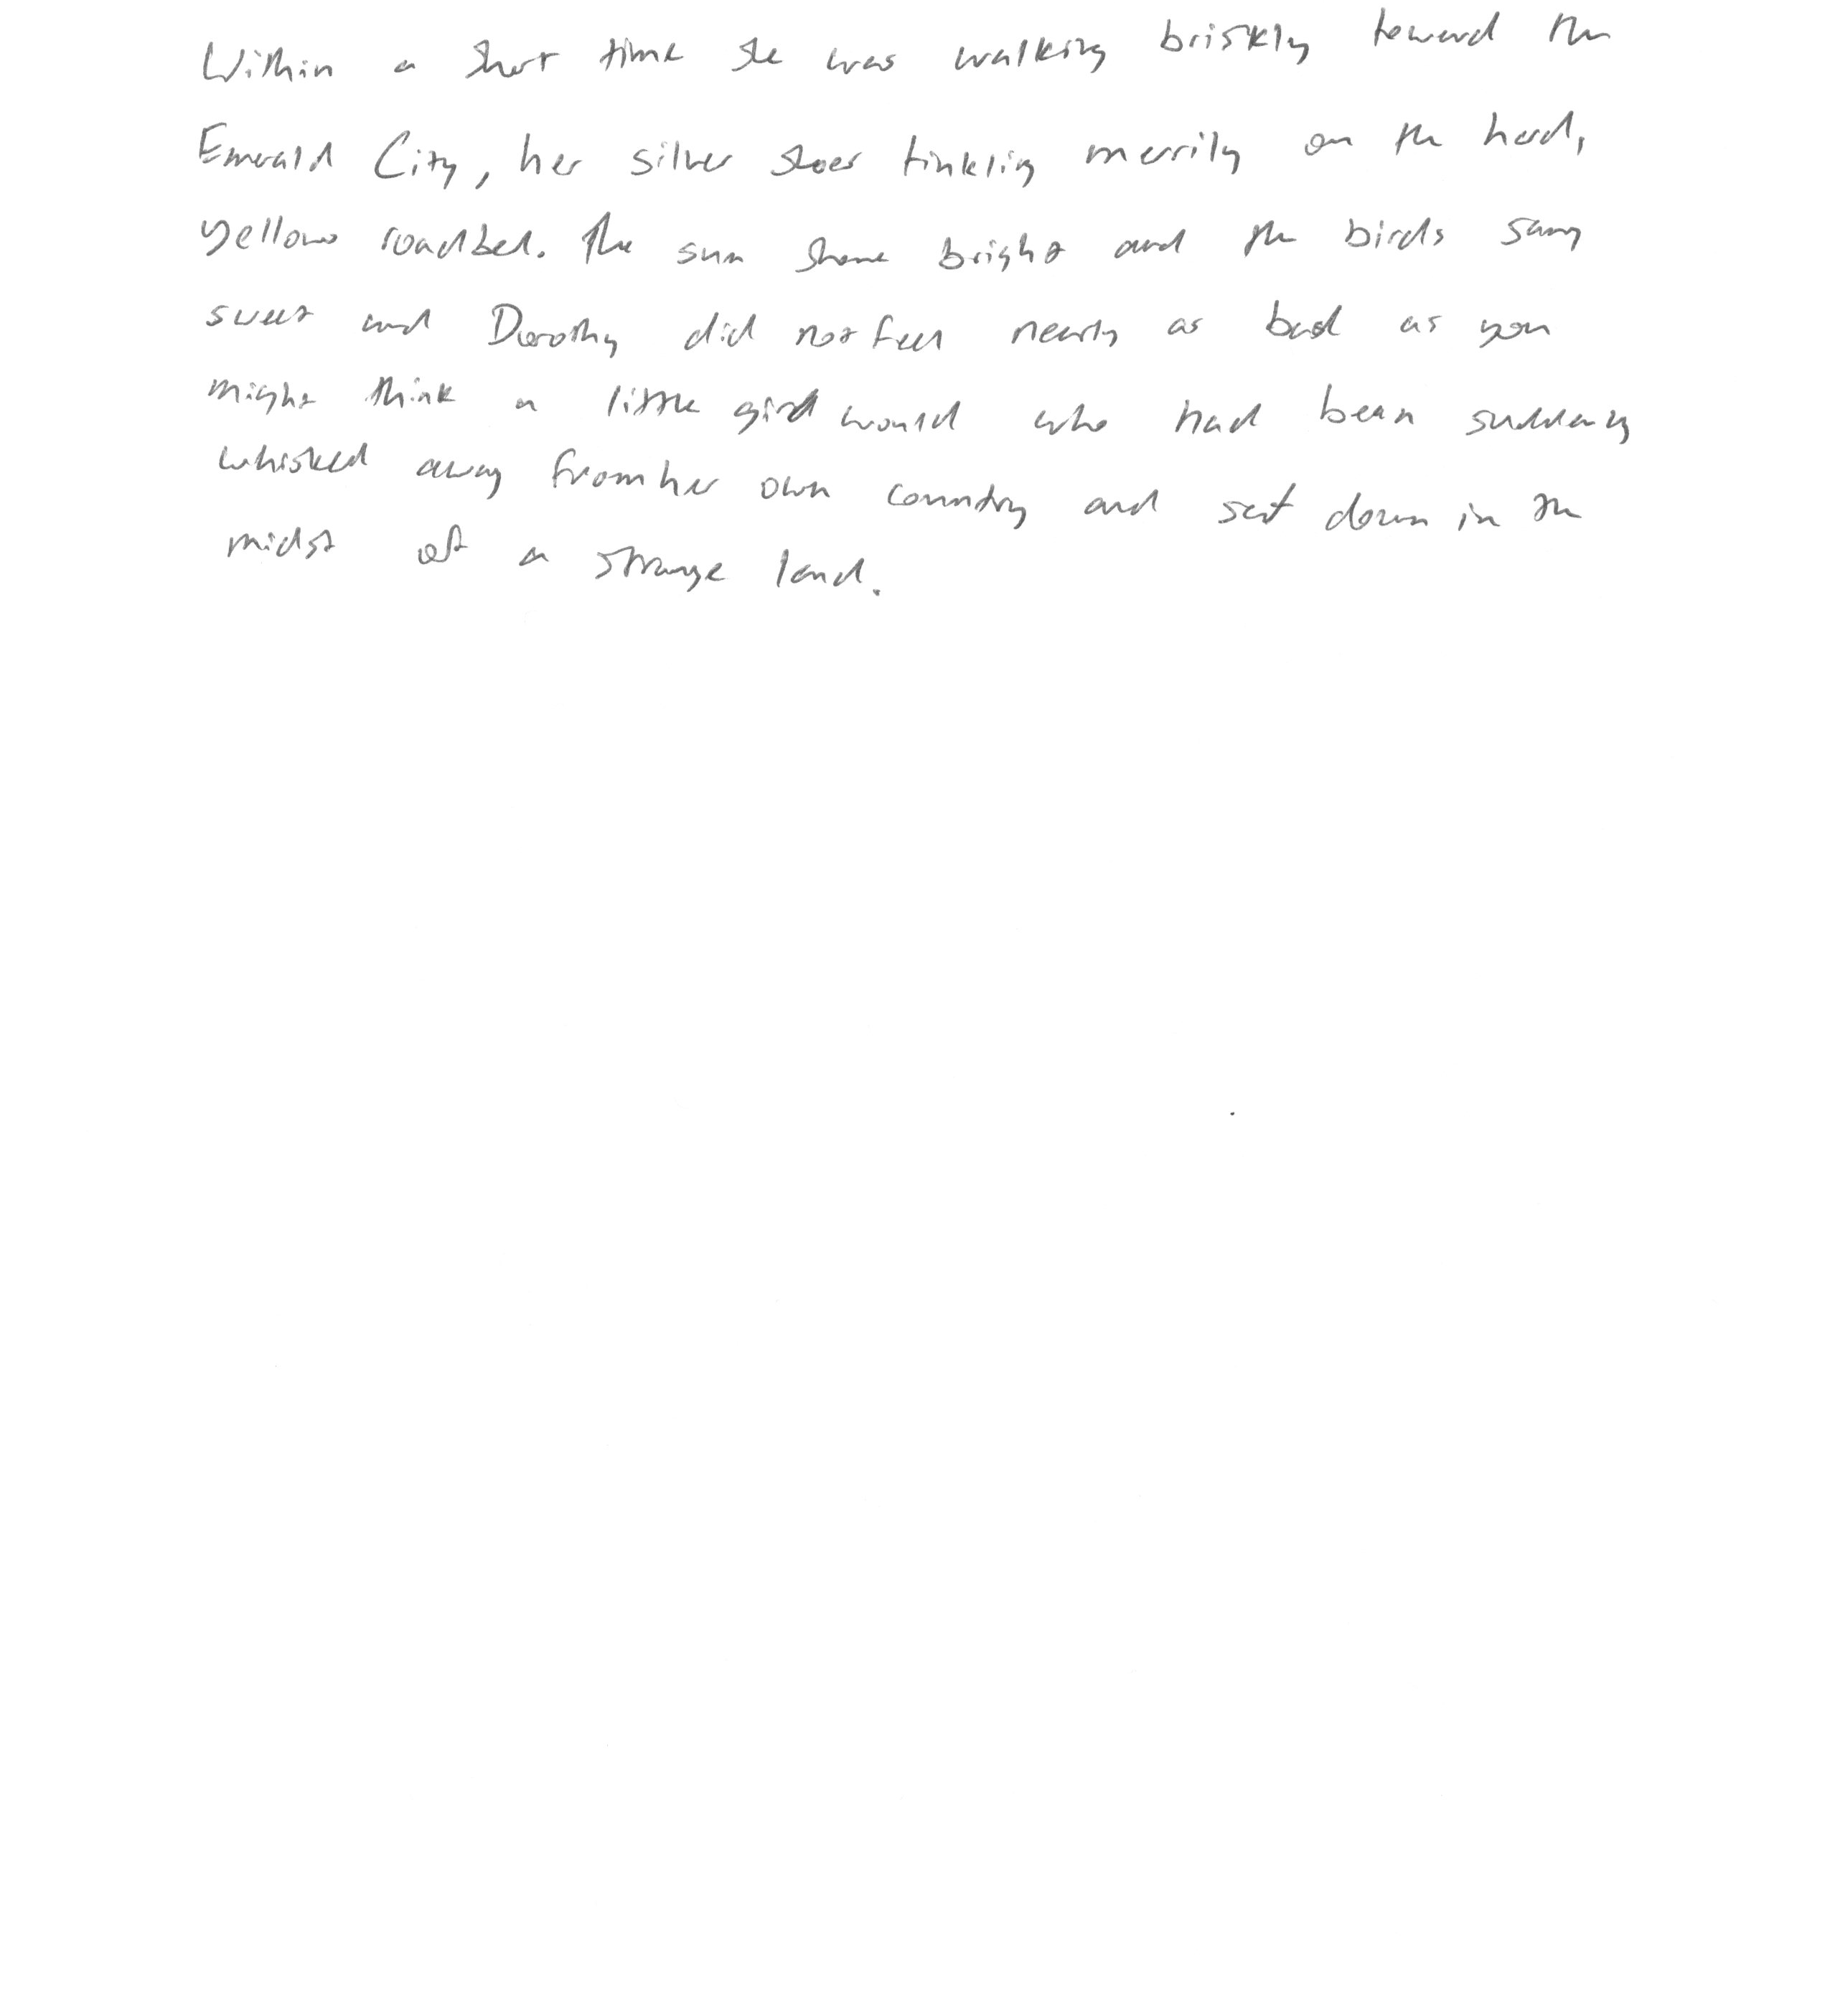 Within a short time she was walking briskly toward the
Emerald City, her silver shoes tinkling merrily on the hard,
yellow roadbed. The sun shone bright and the birds sang
sweet and Dorothy did not feel nearly as bad as you
might think a little girl would who had been suddenly
whisked away from her own country and set down in the
midst of a strange land.